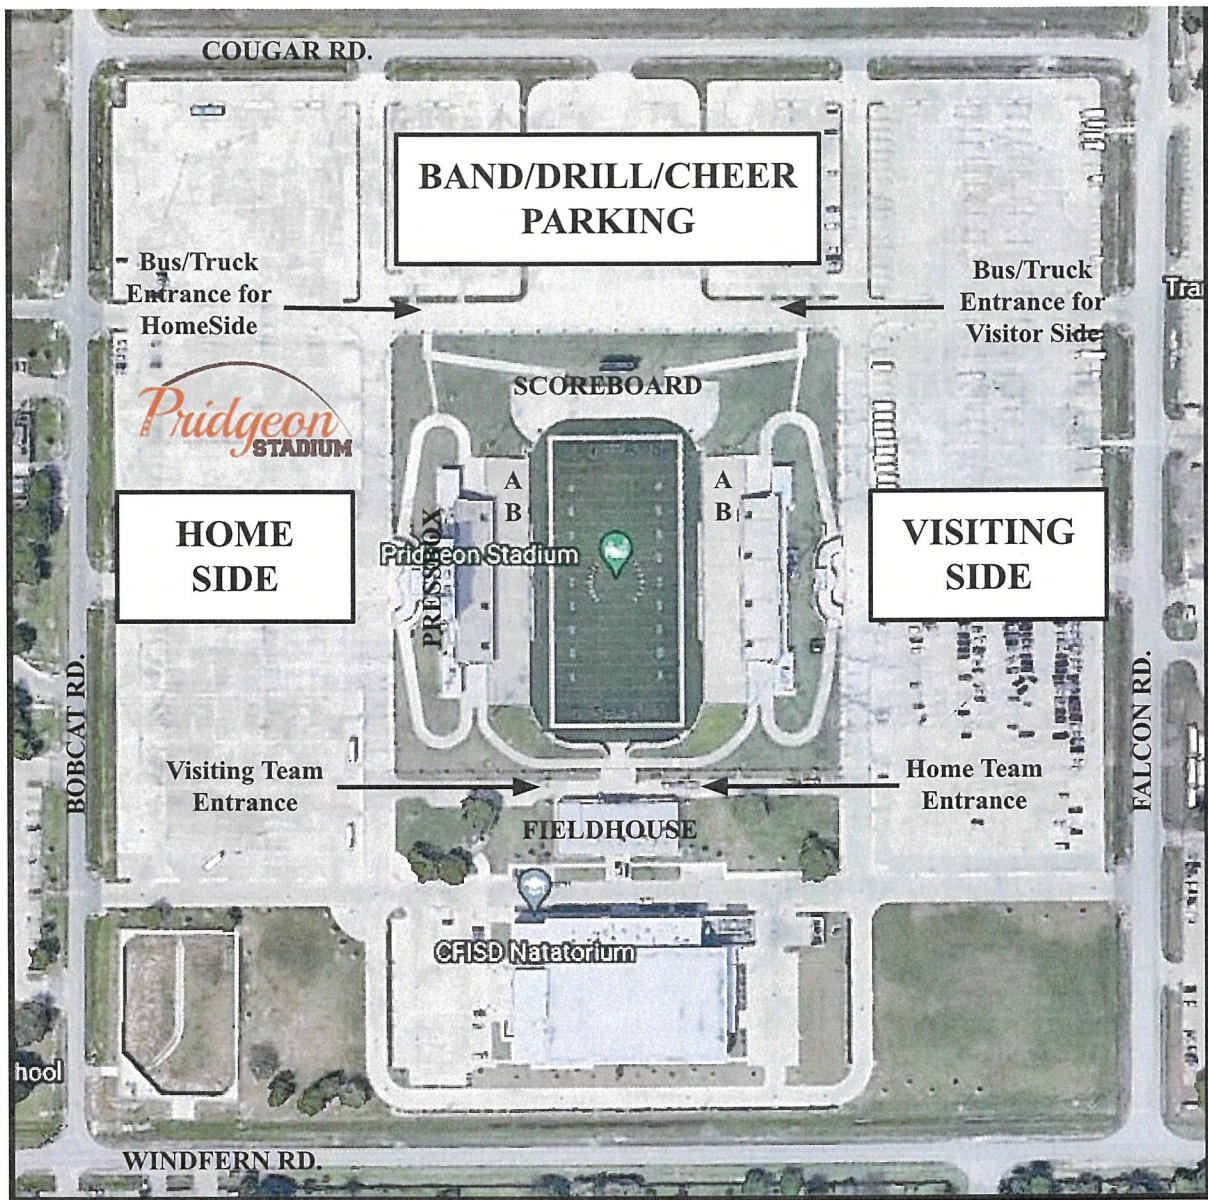 COUGAR RD.
BAND/DRILL/CHEER
PARKING
Bus/Truck
Entrance for
HomeSide
Bus/Truck
Entrance for
Visitor Side
Pridgeon
STADIUM
SCOREBOARD
A
B
A
B
HOME
SIDE
PRESSBOX
Pridgeon Stadium
VISITING
SIDE
BOBCAT RD.
FALCON RD.
Visiting Team
Entrance
Home Team
Entrance
FIELDHOUSE
CFISD Natatorium
hool
WINDFERN RD.